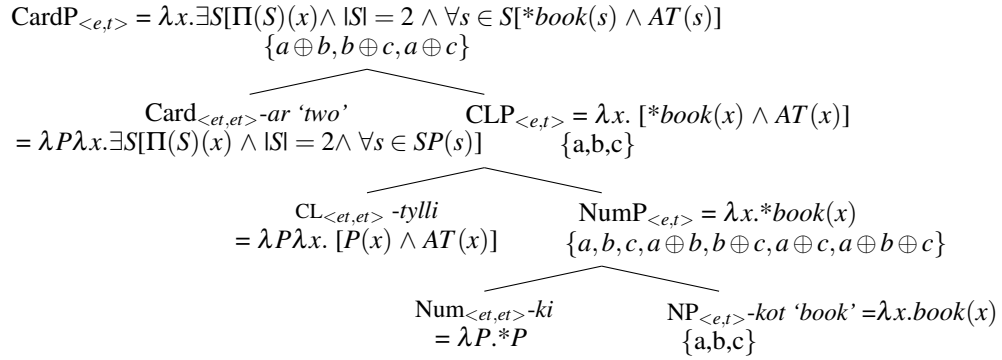 CardP<e,t> = λx.∃S[Π(S)(x)∧ |S| = 2 ∧ ∀s ∈ S[*book(s) ∧ AT(s)]
{a⊕b,b⊕c,a⊕c}
Card<et,et>-ar ‘two’
= λPλx.∃S[Π(S)(x) ∧ |S| = 2∧ ∀s ∈ SP(s)]
CLP<e,t> = λx. [*book(x) ∧ AT(x)]
{a,b,c}
CL<et,et> -tylli
= λPλx. [P(x) ∧ AT(x)]
NumP<e,t> = λx.*book(x)
{a,b,c,a⊕b,b⊕c,a⊕c,a⊕b⊕c}
Num<et,et>-ki
= λP.*P
NP<e,t>-kot ‘book’ =λx.book(x)
{a,b,c}